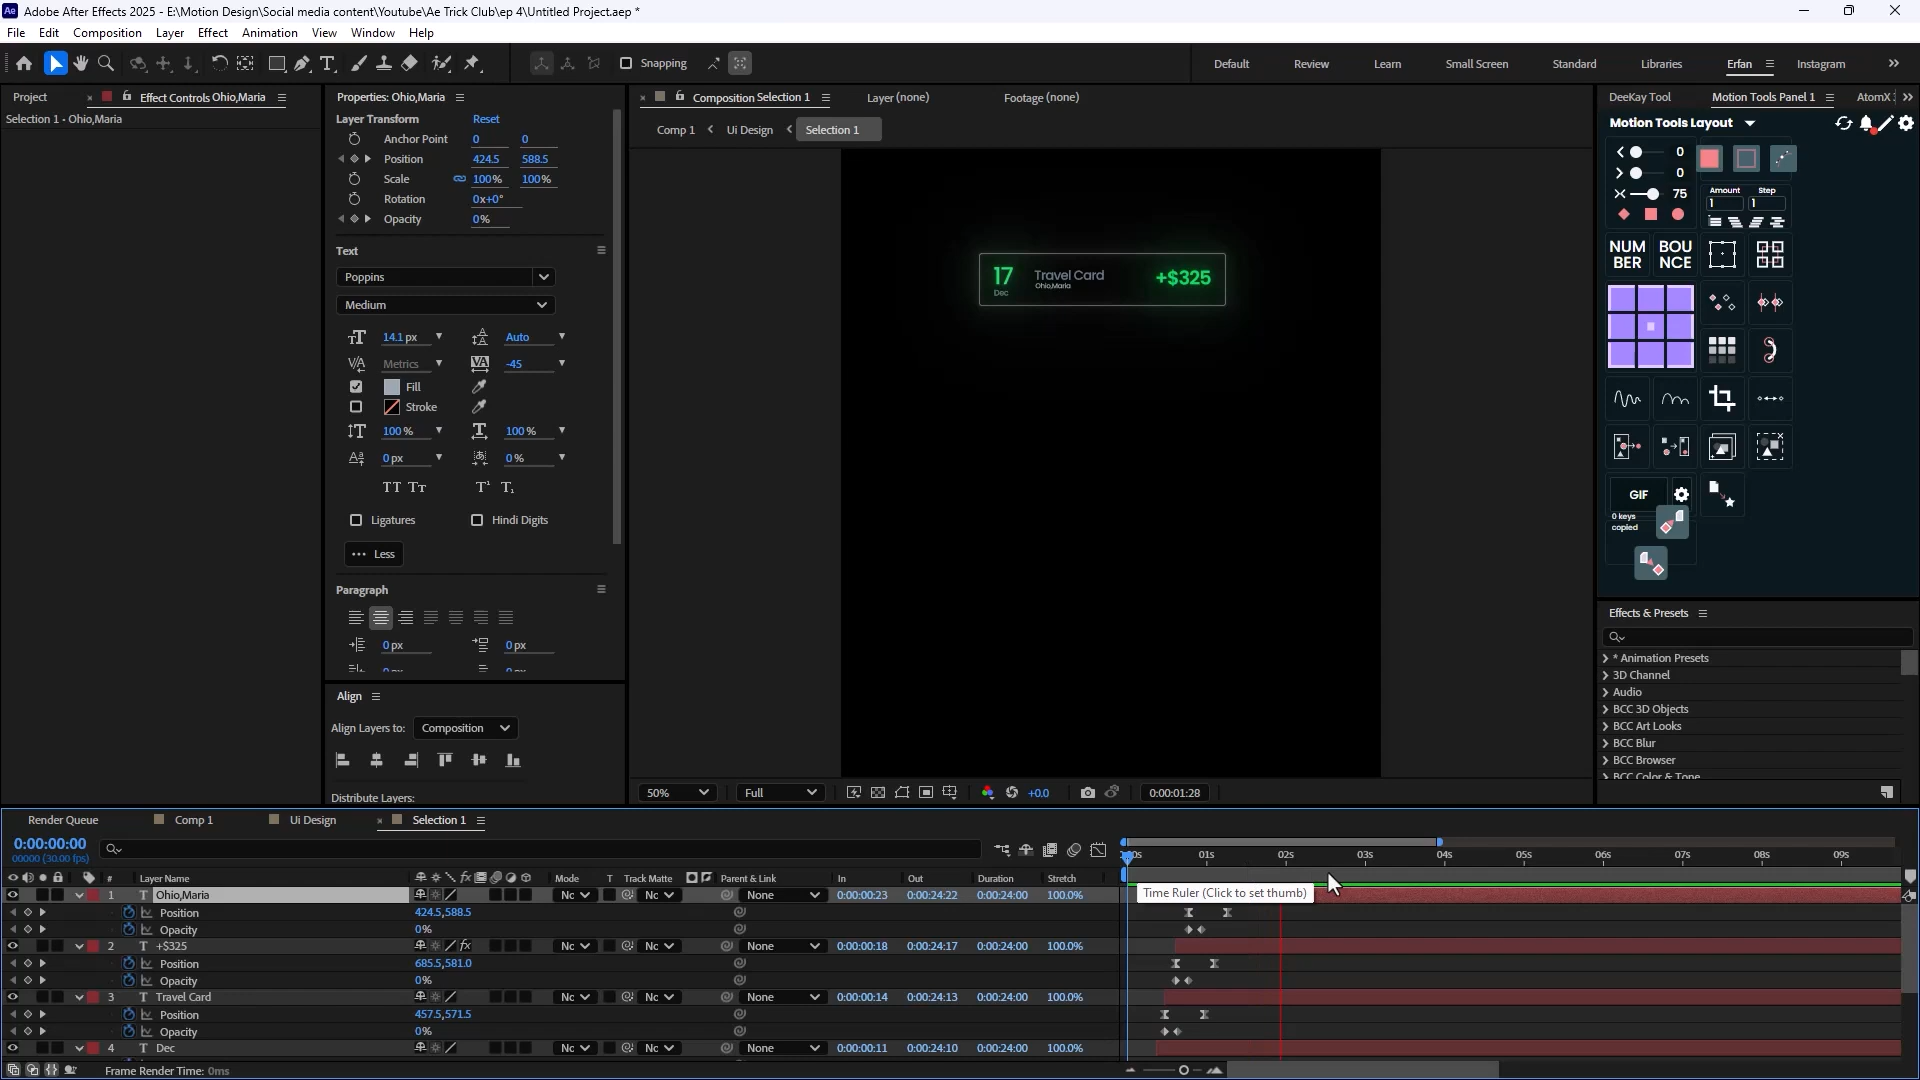 Adobe After Effects 2025 - E:\Motion Design\Social media content\Youtube\Ae Trick Club\ep 4\Untitled Project.aep *
File Edit Composition Layer Effect Animation View Window Help
Snapping
Default Review Learn Small Screen Standard Libraries Erfan Instagram
Project Effect Controls Ohio,Maria
Selection 1 - Ohio,Maria
Properties: Ohio,Maria
Layer Transform Reset
Anchor Point 0 0
Position 424.5 588.5
Scale 100% 100%
Rotation 0x+0°
Opacity 0%
Text
Poppins
Medium
14.1 px Auto
Metrics -45
Fill
Stroke
100 % 100 %
0 px 0 %
Ligatures Hindi Digits
Less
Paragraph
0 px 0 px
Align
Align Layers to: Composition
Distribute Layers:
Composition Selection 1 Layer (none) Footage (none)
Comp 1 Ui Design Selection 1
17
Dec
Travel Card
Ohio,Maria
+$325
50% Full +0.0 0:00:01:28
DeeKay Tool Motion Tools Panel 1 AtomX
Motion Tools Layout
0
0
75
Amount Step
1 1
NUM
BER
BOU
NCE
GIF
0 keys
copied
Effects & Presets
* Animation Presets
3D Channel
Audio
BCC 3D Objects
BCC Art Looks
BCC Blur
BCC Browser
BCC Color & Tone
Render Queue Comp 1 Ui Design Selection 1
0:00:00:00
00000 (30.00 fps)
01s 02s 03s 04s 05s 06s 07s 08s 09s
# Layer Name Mode T Track Matte Parent & Link In Out Duration Stretch
1 T Ohio,Maria Nc Nc None 0:00:00:23 0:00:24:22 0:00:24:00 100.0%
Time Ruler (Click to set thumb)
Position 424.5,588.5
Opacity 0%
2 T +$325 Nc Nc None 0:00:00:18 0:00:24:17 0:00:24:00 100.0%
Position 685.5,581.0
Opacity 0%
3 T Travel Card Nc Nc None 0:00:00:14 0:00:24:13 0:00:24:00 100.0%
Position 457.5,571.5
Opacity 0%
4 T Dec Nc Nc None 0:00:00:11 0:00:24:10 0:00:24:00 100.0%
Frame Render Time: 0ms